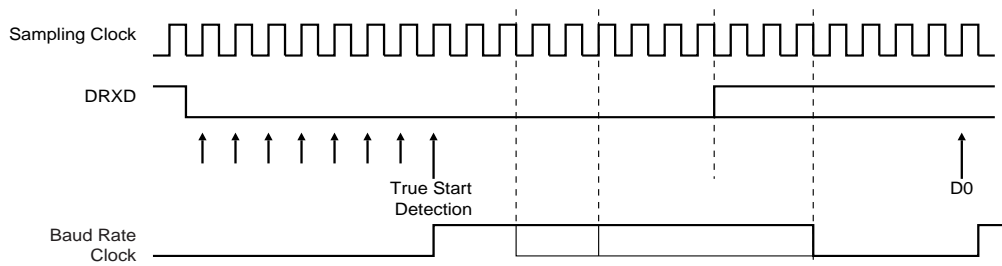 Sampling Clock
DRXD
True Start
Detection
D0
Baud Rate
Clock